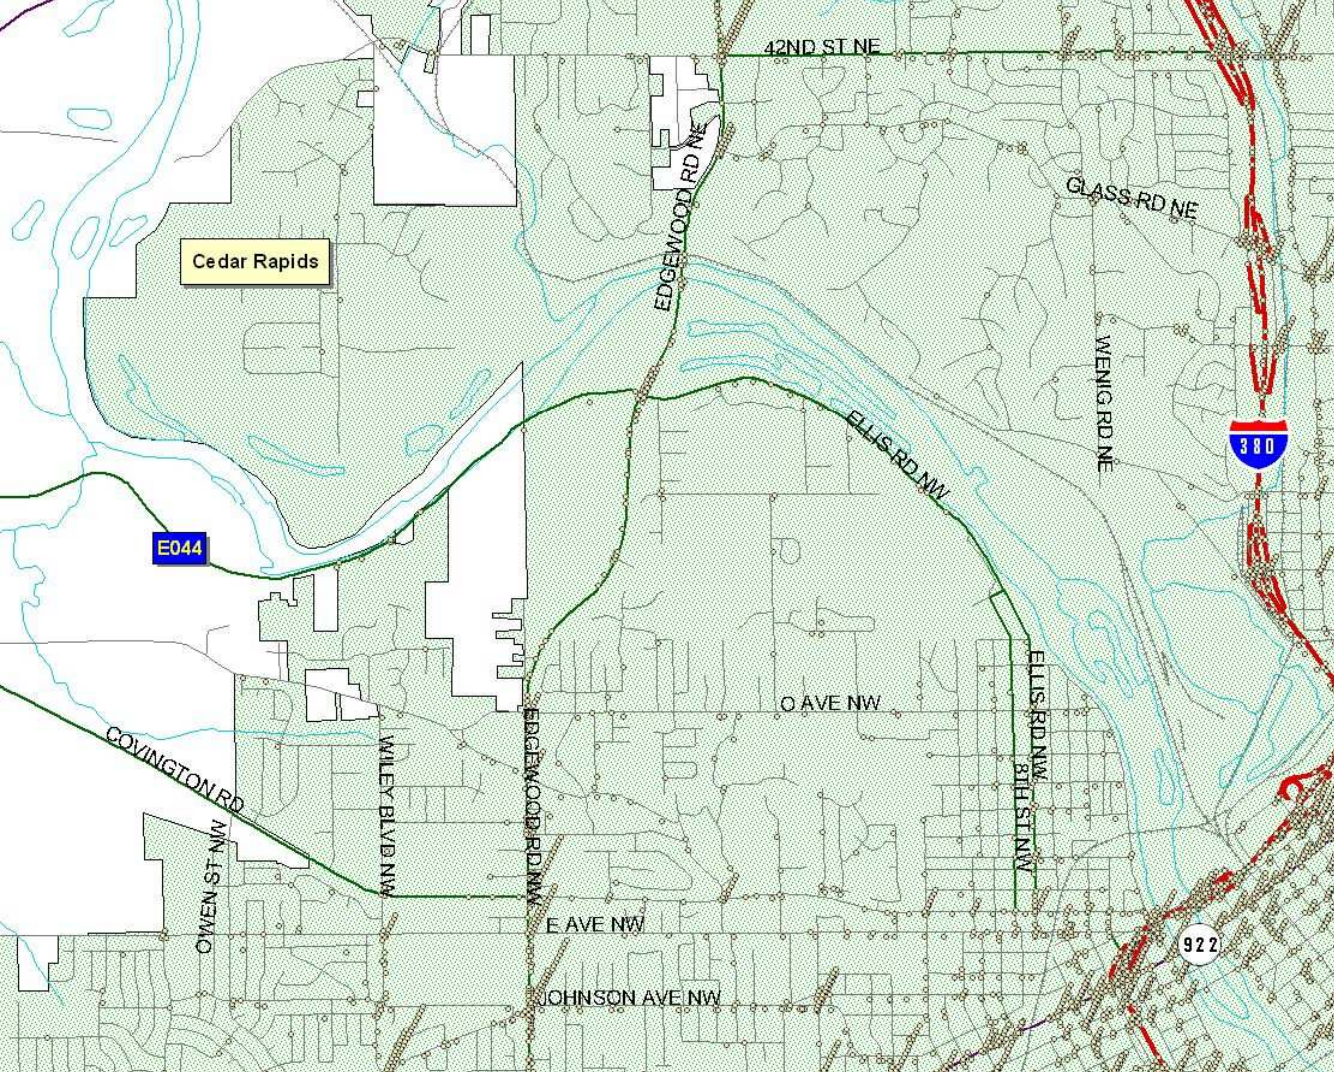 42ND ST NE
EDGEWOOD RD NE
GLASS RD NE
Cedar Rapids
WENIG RD NE
ELLIS RD NW
380
E044
O AVE NW
ELLIS RD NW
COVINGTON RD
WILEY BLVD NW
EDGEWOOD RD NW
8TH ST NW
OWEN ST NW
E AVE NW
922
JOHNSON AVE NW